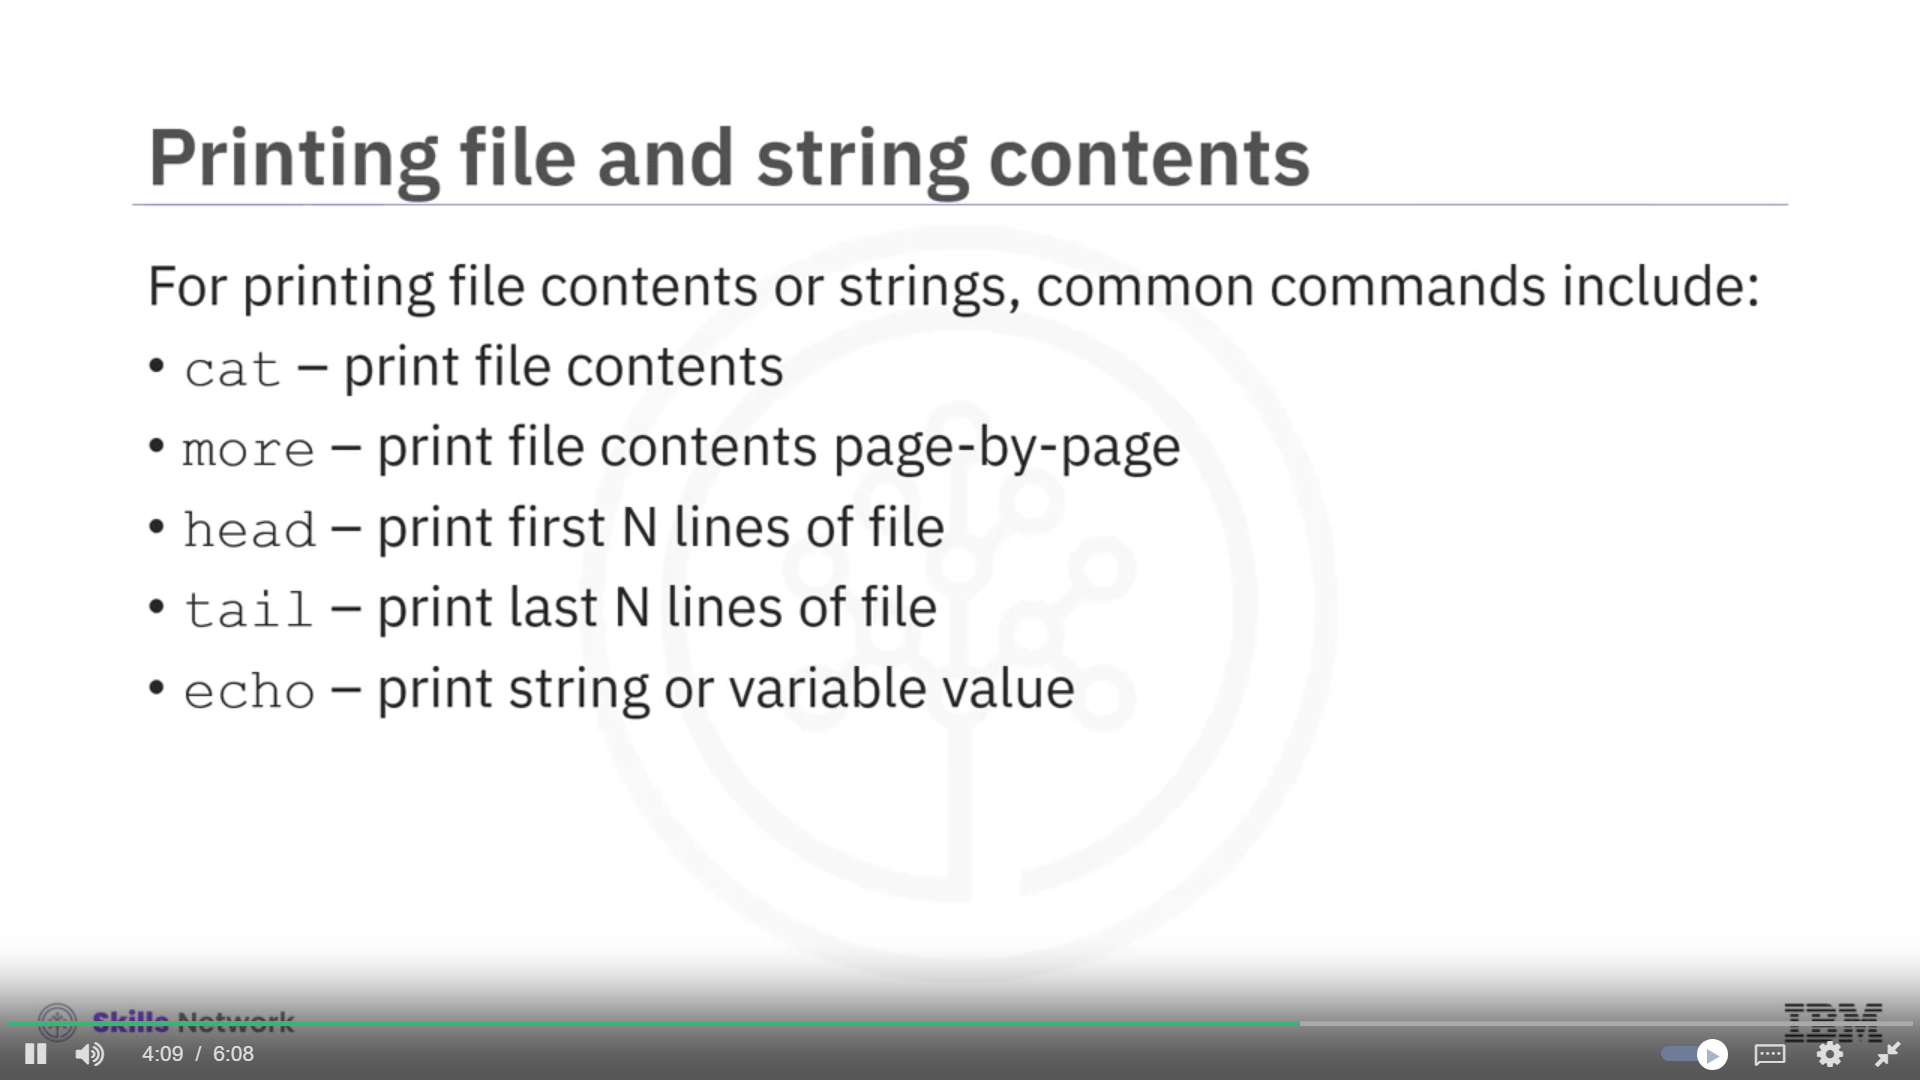 Printing file and string contents
For printing file contents or strings, common commands include:
• cat – print file contents
• more – print file contents page-by-page
• head – print first N lines of file
• tail – print last N lines of file
• echo – print string or variable value
Skills Network
IBM
4:09 / 6:08